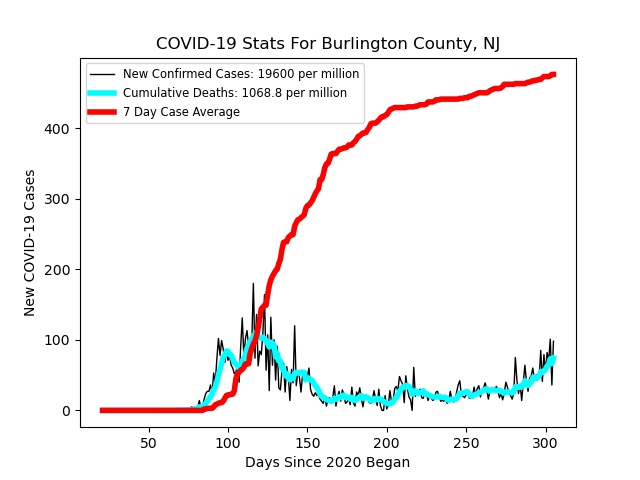 COVID-19 Stats For Burlington County, NJ
New Confirmed Cases: 19600 per million
Cumulative Deaths: 1068.8 per million
7 Day Case Average
New COVID-19 Cases
400
300
200
100
0
50 100 150 200 250 300
Days Since 2020 Began